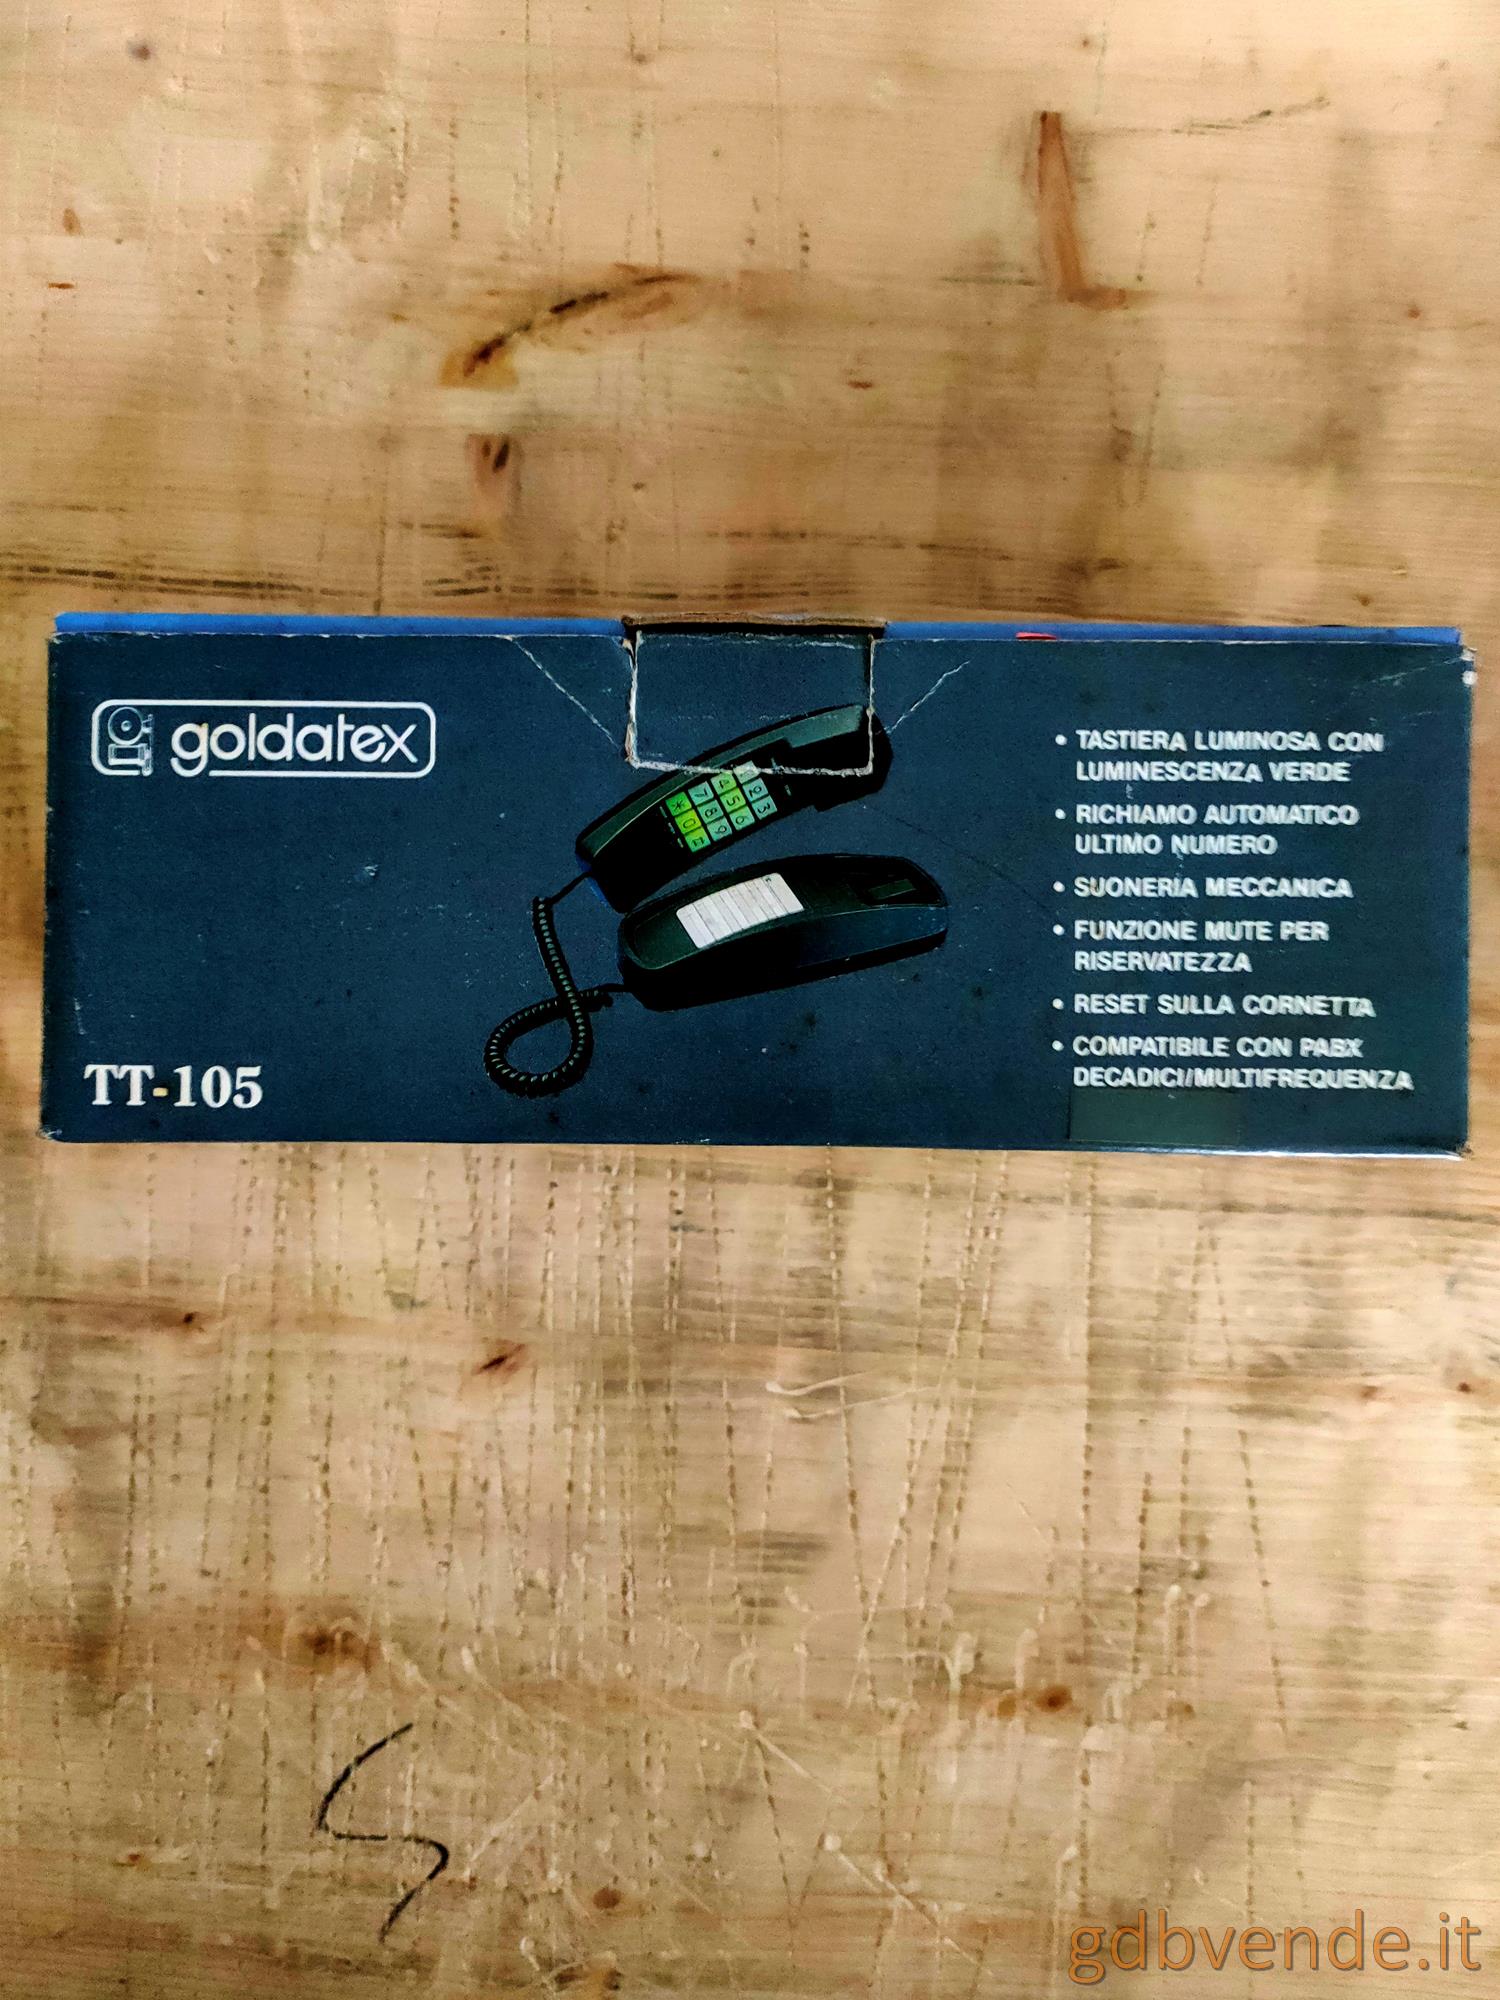 goldatex
TT-105
• TASTIERA LUMINOSA CON
LUMINESCENZA VERDE
• RICHIAMO AUTOMATICO
ULTIMO NUMERO
• SUONERIA MECCANICA
• FUNZIONE MUTE PER
RISERVATEZZA
• RESET SULLA CORNETTA
• COMPATIBILE CON PABX
DECADICI/MULTIFREQUENZA
gdbvende.it